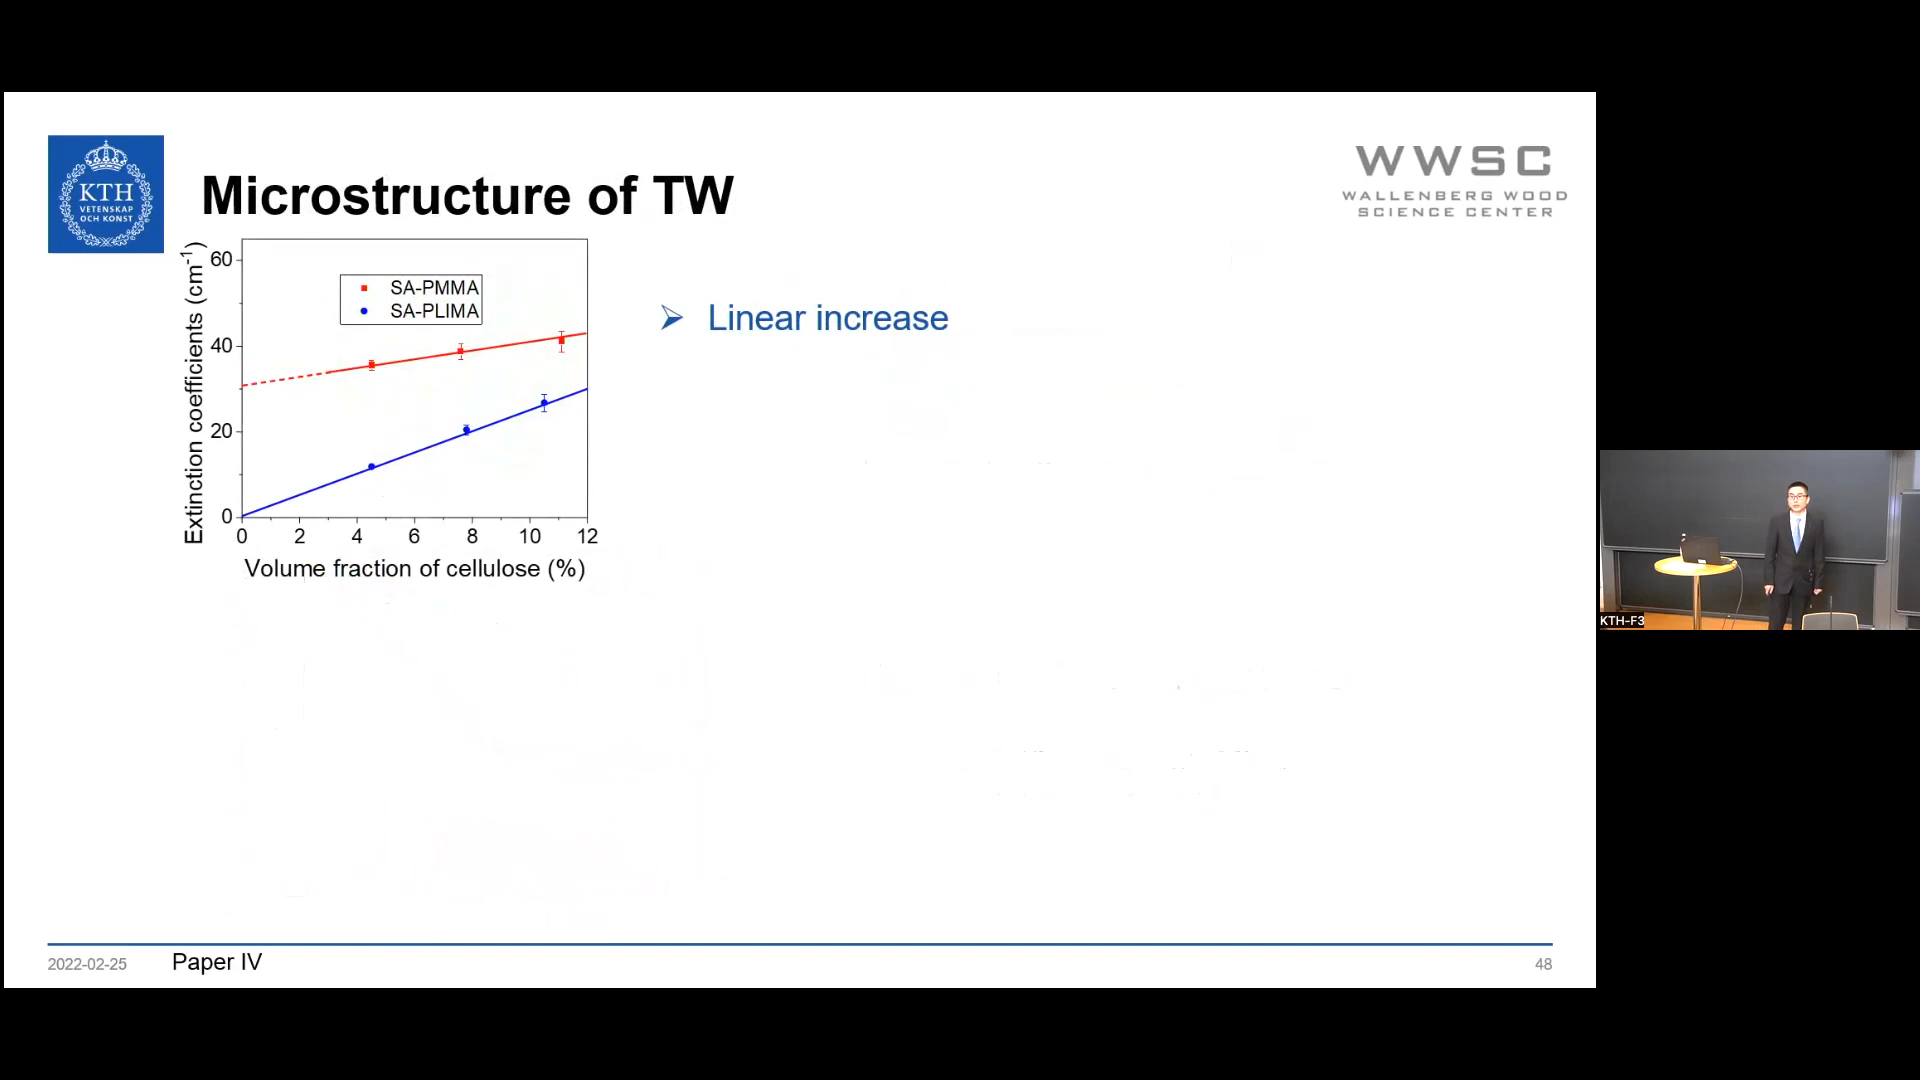 KTH
VETENSKAP
OCH KONST
Microstructure of TW
WWSC
WALLENBERG WOOD
SCIENCE CENTER
Extinction coefficients (cm⁻¹)
60
40
20
0
SA-PMMA
SA-PLIMA
0 2 4 6 8 10 12
Volume fraction of cellulose (%)
➢ Linear increase
KTH-F3
2022-02-25
Paper IV
48